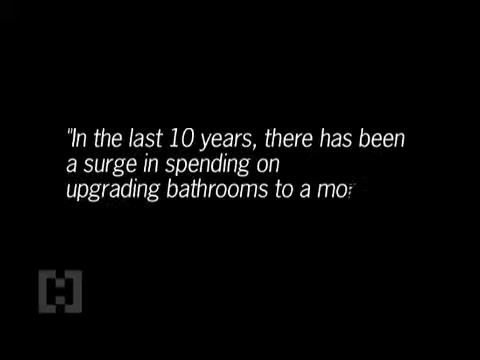 "In the last 10 years, there has been
a surge in spending on
upgrading bathrooms to a